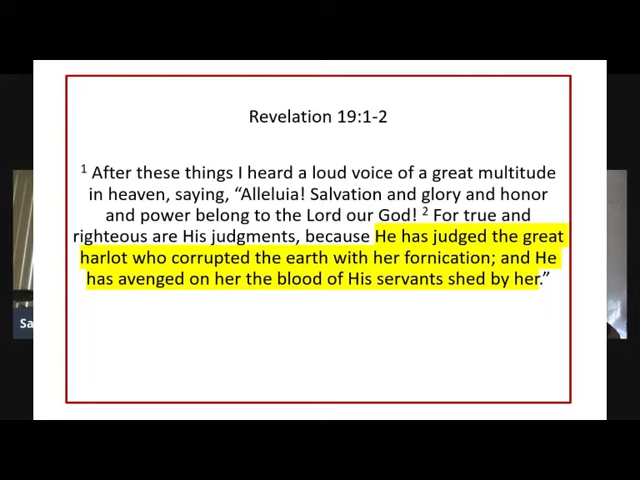 Revelation 19:1-2
1 After these things I heard a loud voice of a great multitude
in heaven, saying, “Alleluia! Salvation and glory and honor
and power belong to the Lord our God! 2 For true and
righteous are His judgments, because He has judged the great
harlot who corrupted the earth with her fornication; and He
has avenged on her the blood of His servants shed by her.”
Sa